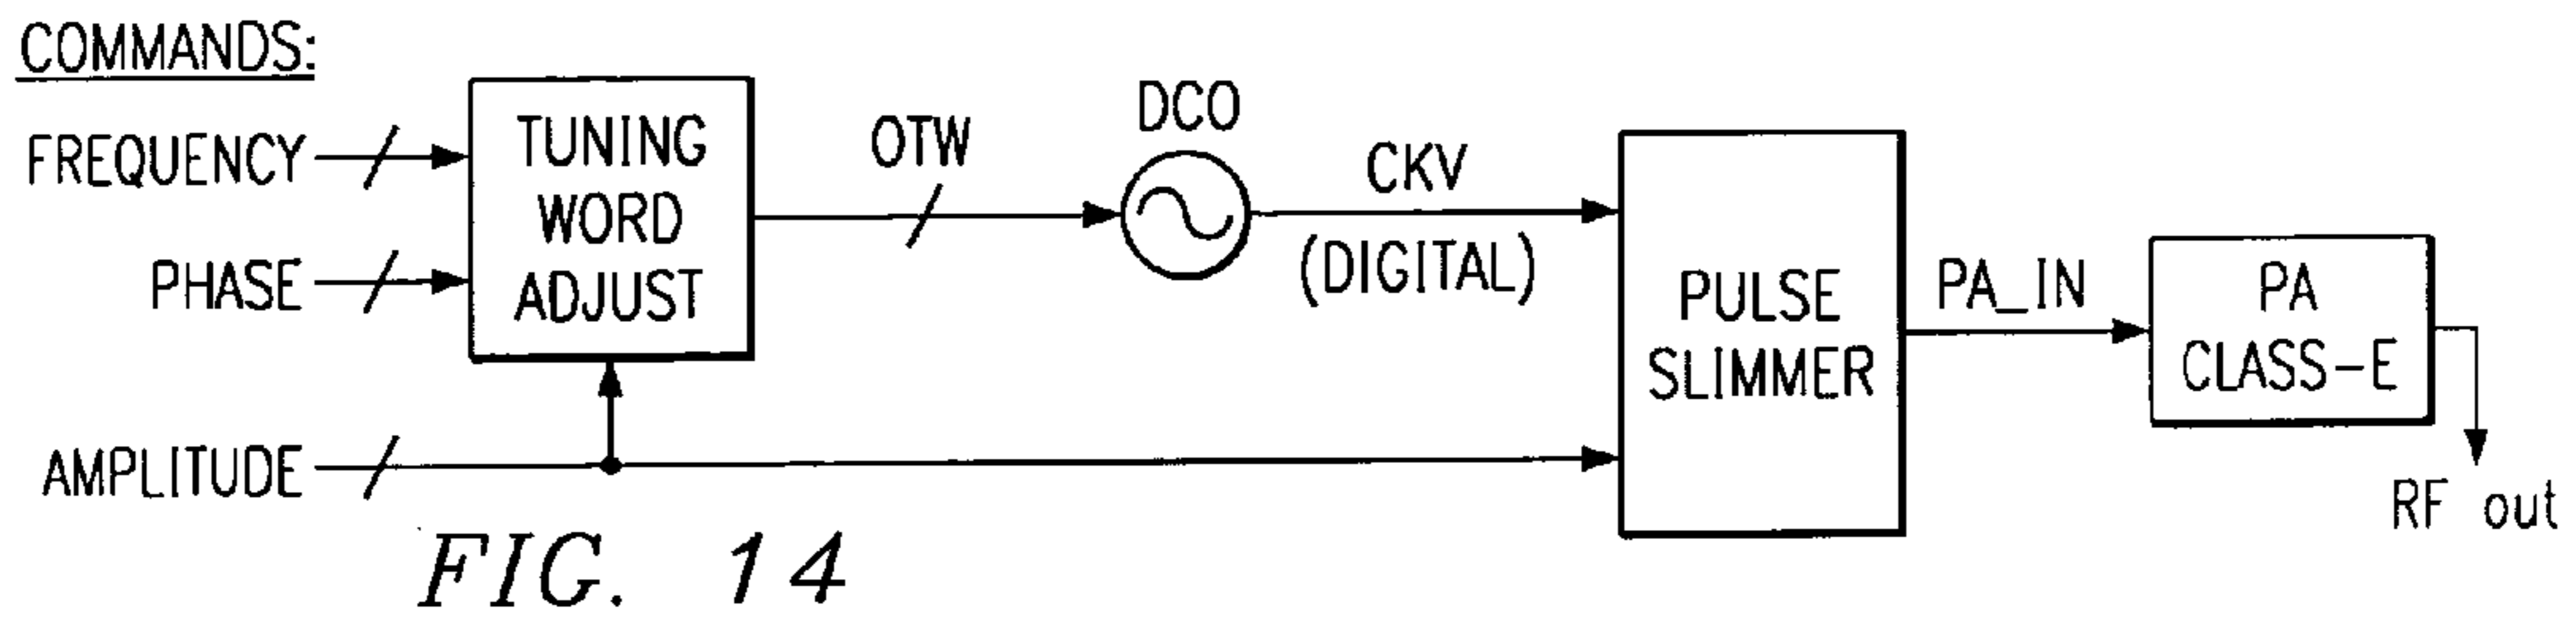 COMMANDS:
FREQUENCY
PHASE
AMPLITUDE
TUNING
WORD
ADJUST
OTW
DCO
CKV
(DIGITAL)
PULSE
SLIMMER
PA_IN
PA
CLASS-E
RF out
FIG. 14